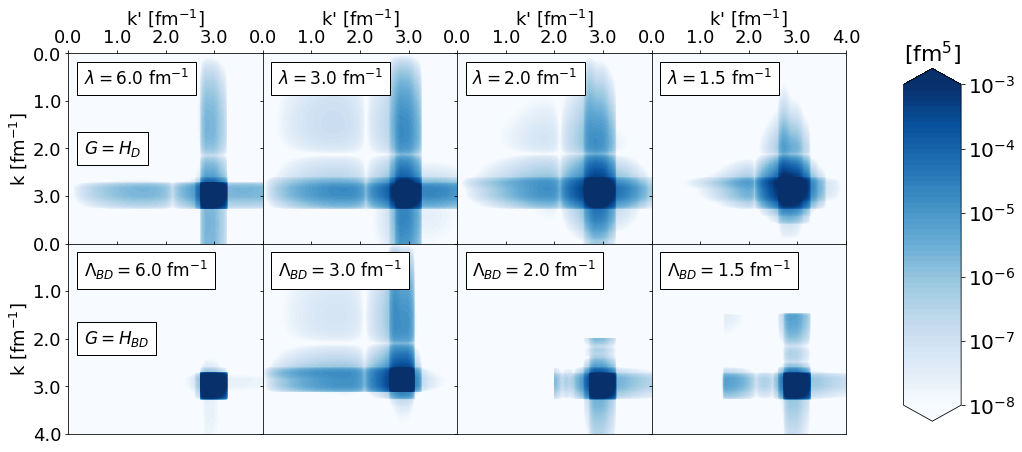 k' [fm⁻¹] k' [fm⁻¹] k' [fm⁻¹] k' [fm⁻¹]
0.0 1.0 2.0 3.0 0.0 1.0 2.0 3.0 0.0 1.0 2.0 3.0 0.0 1.0 2.0 3.0 4.0
[fm⁵]
0.0
λ = 6.0 fm⁻¹ λ = 3.0 fm⁻¹ λ = 2.0 fm⁻¹ λ = 1.5 fm⁻¹
10⁻³
1.0
k [fm⁻¹]
G = H_D
2.0
10⁻⁴
3.0
10⁻⁵
0.0
Λ_BD = 6.0 fm⁻¹ Λ_BD = 3.0 fm⁻¹ Λ_BD = 2.0 fm⁻¹ Λ_BD = 1.5 fm⁻¹
10⁻⁶
1.0
k [fm⁻¹]
G = H_BD
2.0
10⁻⁷
3.0
10⁻⁸
4.0